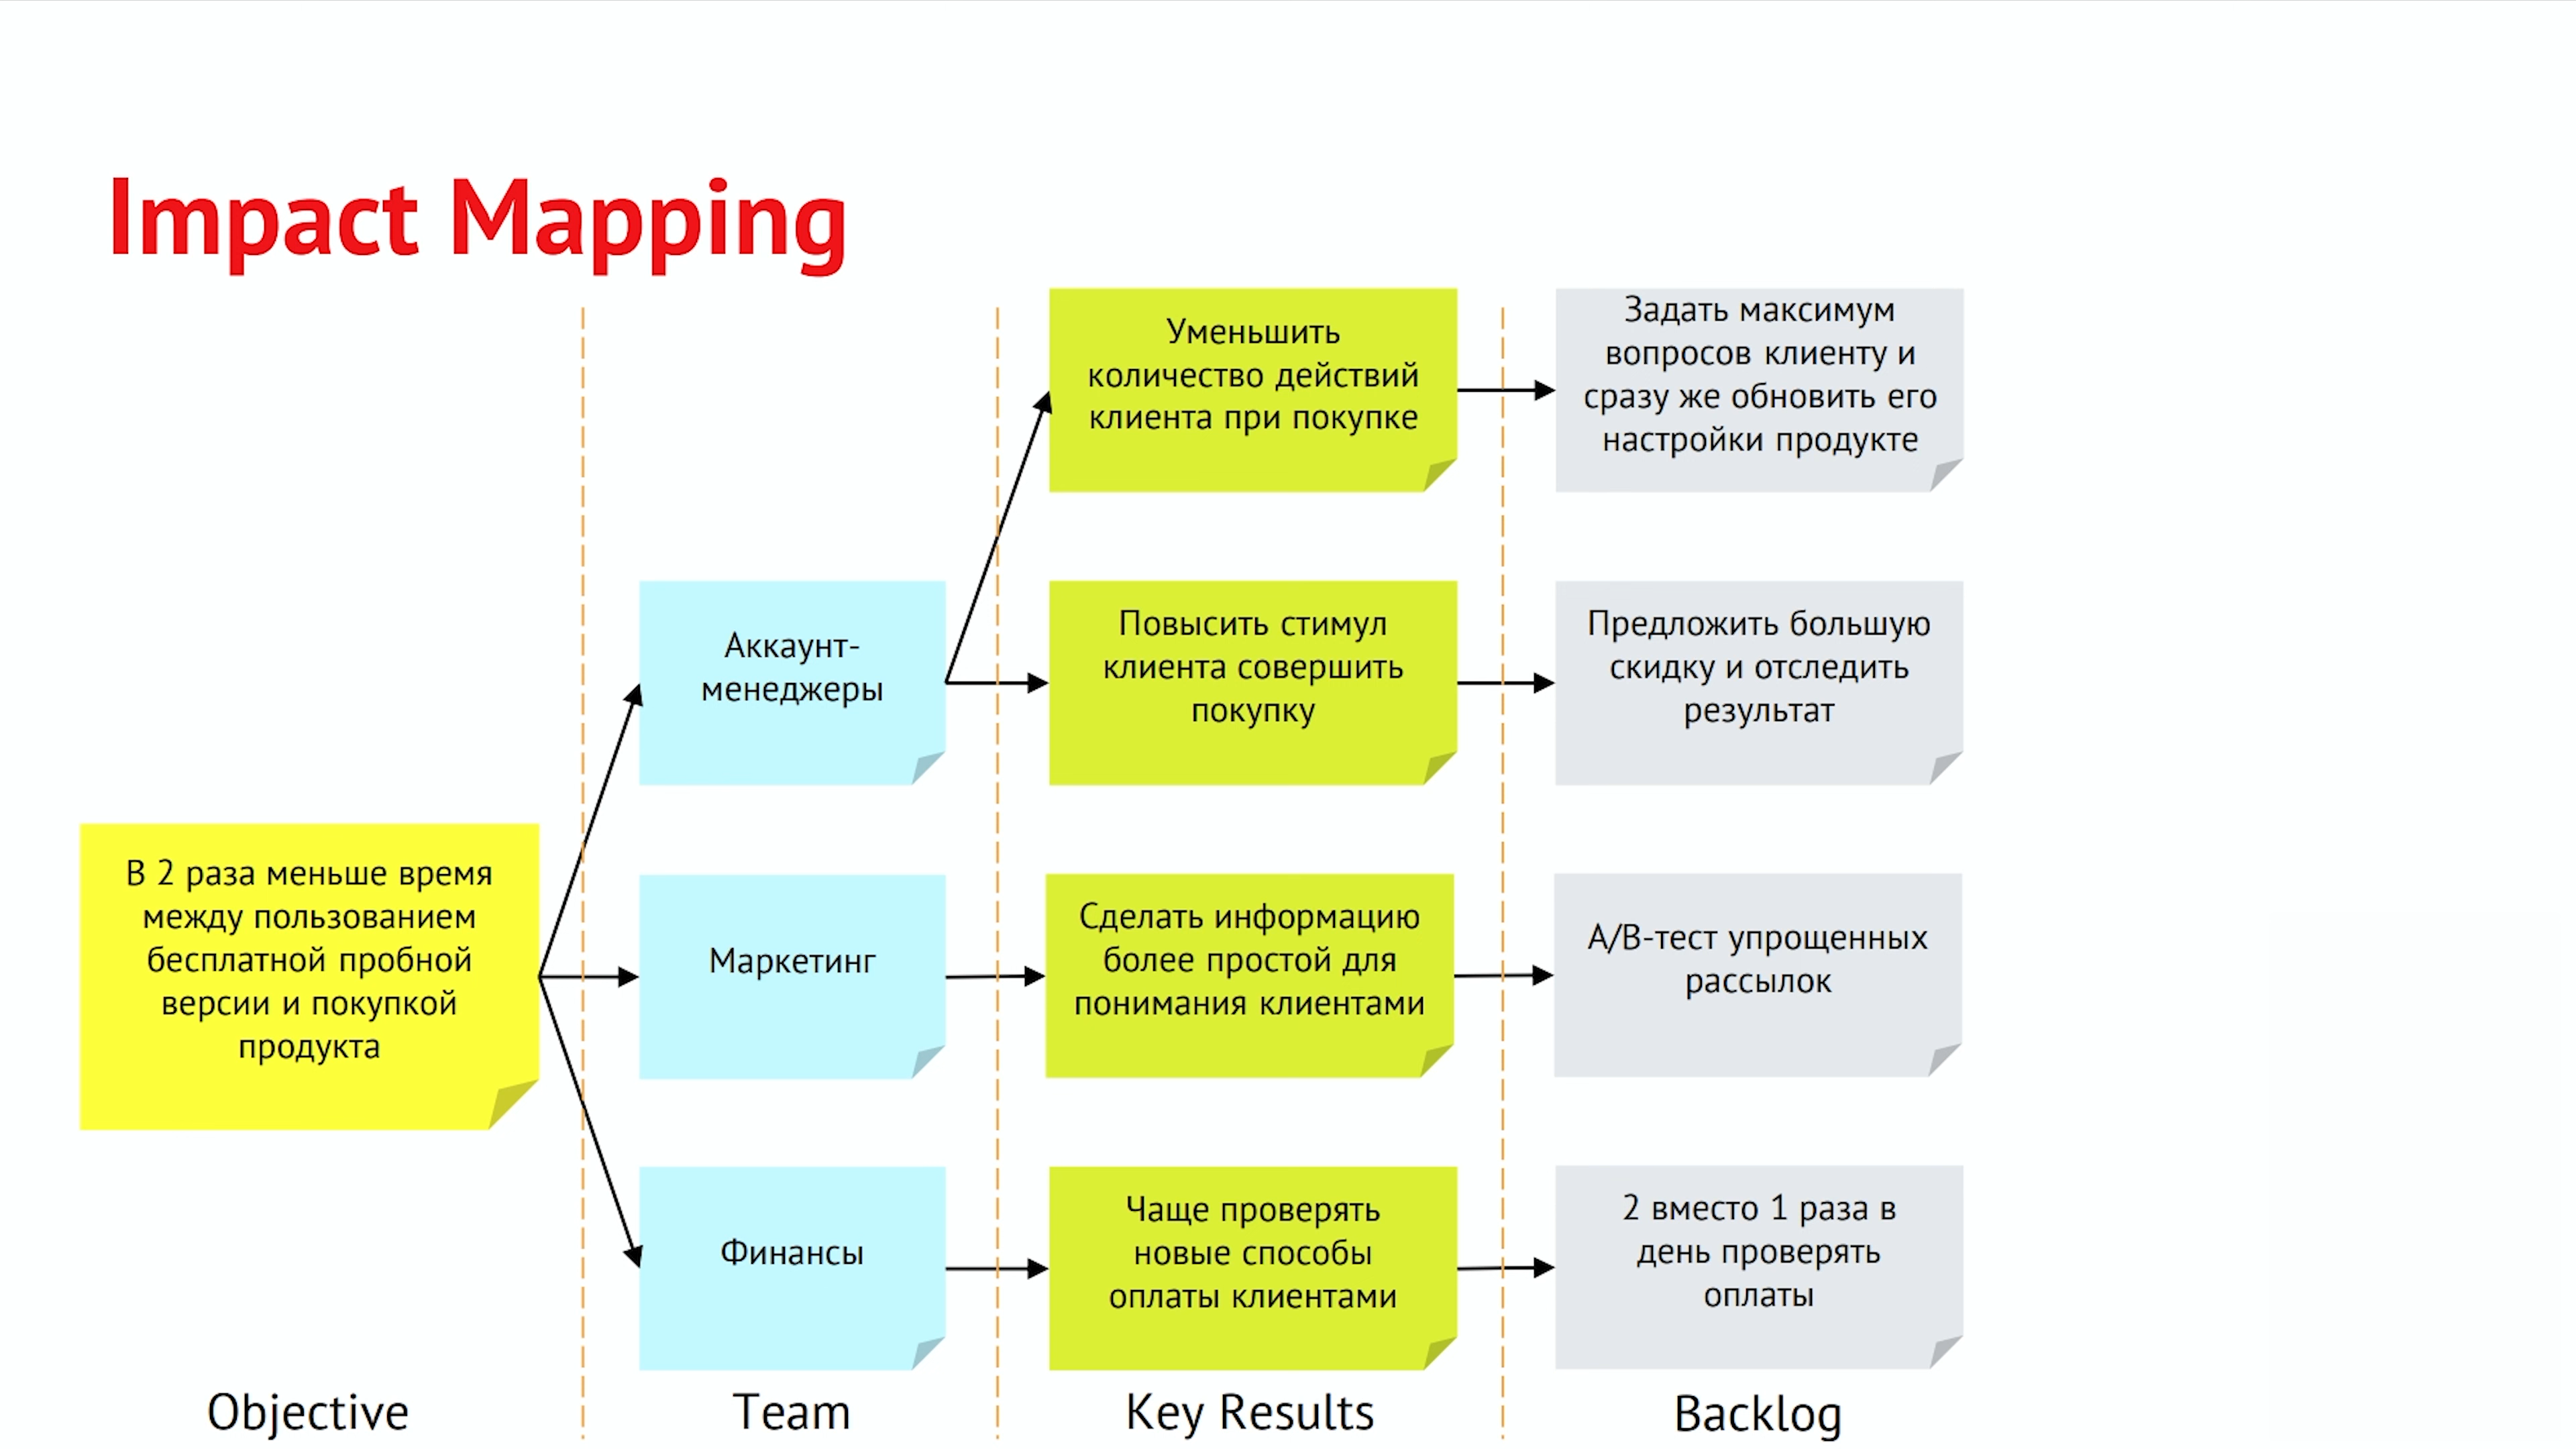 Impact Mapping
Уменьшить
количество действий
клиента при покупке
Задать максимум
вопросов клиенту и
сразу же обновить его
настройки продукте
Аккаунт-
менеджеры
Повысить стимул
клиента совершить
покупку
Предложить большую
скидку и отследить
результат
В 2 раза меньше время
между пользованием
бесплатной пробной
версии и покупкой
продукта
Маркетинг
Сделать информацию
более простой для
понимания клиентами
A/B-тест упрощенных
рассылок
Финансы
Чаще проверять
новые способы
оплаты клиентами
2 вместо 1 раза в
день проверять
оплаты
Objective
Team
Key Results
Backlog